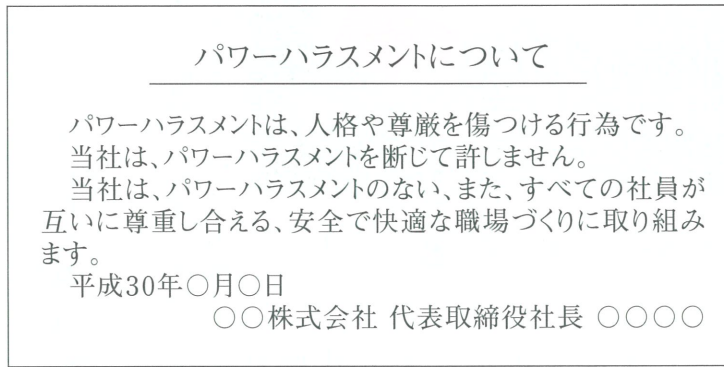 パワーハラスメントについて
　パワーハラスメントは、人格や尊厳を傷つける行為です。
　当社は、パワーハラスメントを断じて許しません。
　当社は、パワーハラスメントのない、また、すべての社員が
互いに尊重し合える、安全で快適な職場づくりに取り組み
ます。
　平成30年○月○日
○○株式会社 代表取締役社長 ○○○○